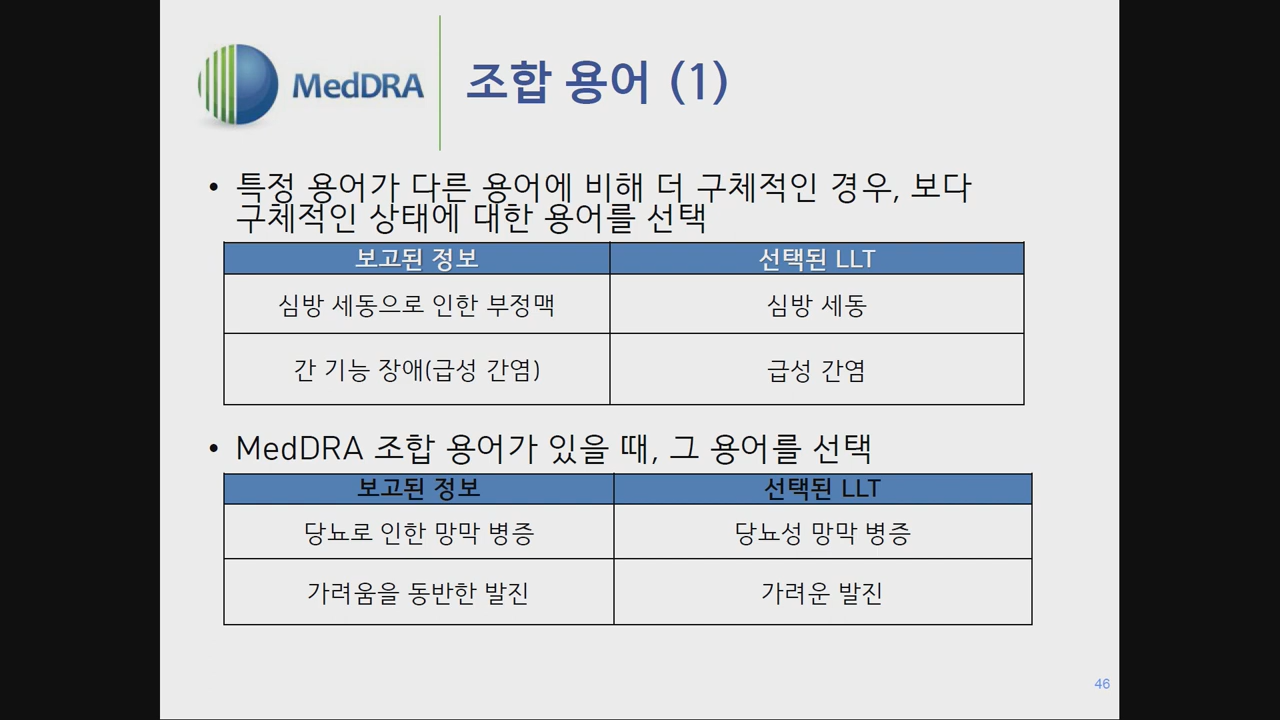 MedDRA
조합 용어 (1)
• 특정 용어가 다른 용어에 비해 더 구체적인 경우, 보다
구체적인 상태에 대한 용어를 선택
보고된 정보 선택된 LLT
심방 세동으로 인한 부정맥 심방 세동
간 기능 장애(급성 간염) 급성 간염
• MedDRA 조합 용어가 있을 때, 그 용어를 선택
보고된 정보 선택된 LLT
당뇨로 인한 망막 병증 당뇨성 망막 병증
가려움을 동반한 발진 가려운 발진
46